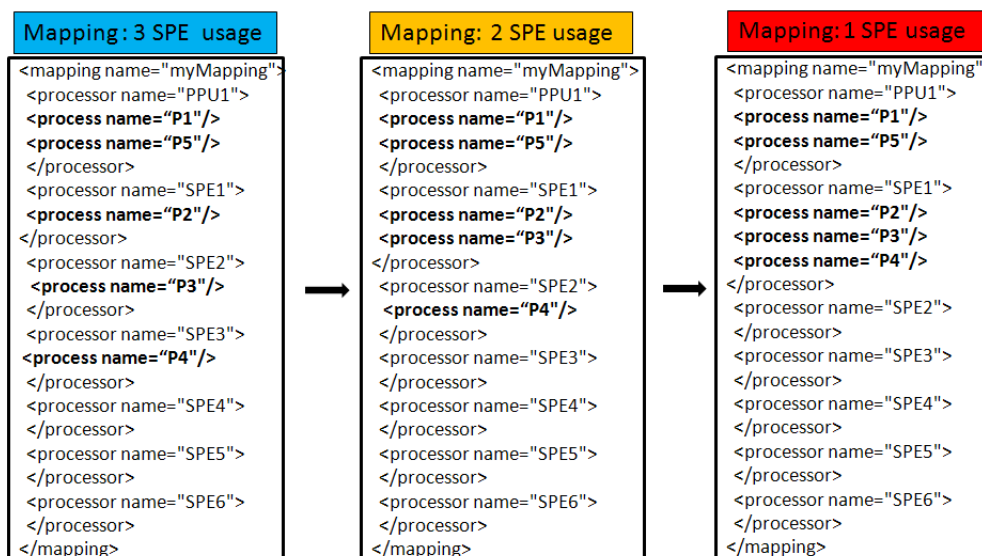 Mapping: 3 SPE usage
<mapping name="myMapping">
<processor name="PPU1">
<process name=“P1"/>
<process name=“P5"/>
</processor>
<processor name="SPE1">
<process name=“P2"/>
</processor>
<processor name="SPE2">
<process name=“P3"/>
</processor>
<processor name="SPE3">
<process name=“P4"/>
</processor>
<processor name="SPE4">
</processor>
<processor name="SPE5">
</processor>
<processor name="SPE6">
</processor>
</mapping>
Mapping: 2 SPE usage
<mapping name="myMapping">
<processor name="PPU1">
<process name=“P1"/>
<process name=“P5"/>
</processor>
<processor name="SPE1">
<process name=“P2"/>
<process name=“P3"/>
</processor>
<processor name="SPE2">
<process name=“P4"/>
</processor>
<processor name="SPE3">
</processor>
<processor name="SPE4">
</processor>
<processor name="SPE5">
</processor>
<processor name="SPE6">
</processor>
</mapping>
Mapping: 1 SPE usage
<mapping name="myMapping"
<processor name="PPU1">
<process name=“P1"/>
<process name=“P5"/>
</processor>
<processor name="SPE1">
<process name=“P2"/>
<process name=“P3"/>
<process name=“P4"/>
</processor>
<processor name="SPE2">
</processor>
<processor name="SPE3">
</processor>
<processor name="SPE4">
</processor>
<processor name="SPE5">
</processor>
<processor name="SPE6">
</processor>
</mapping>